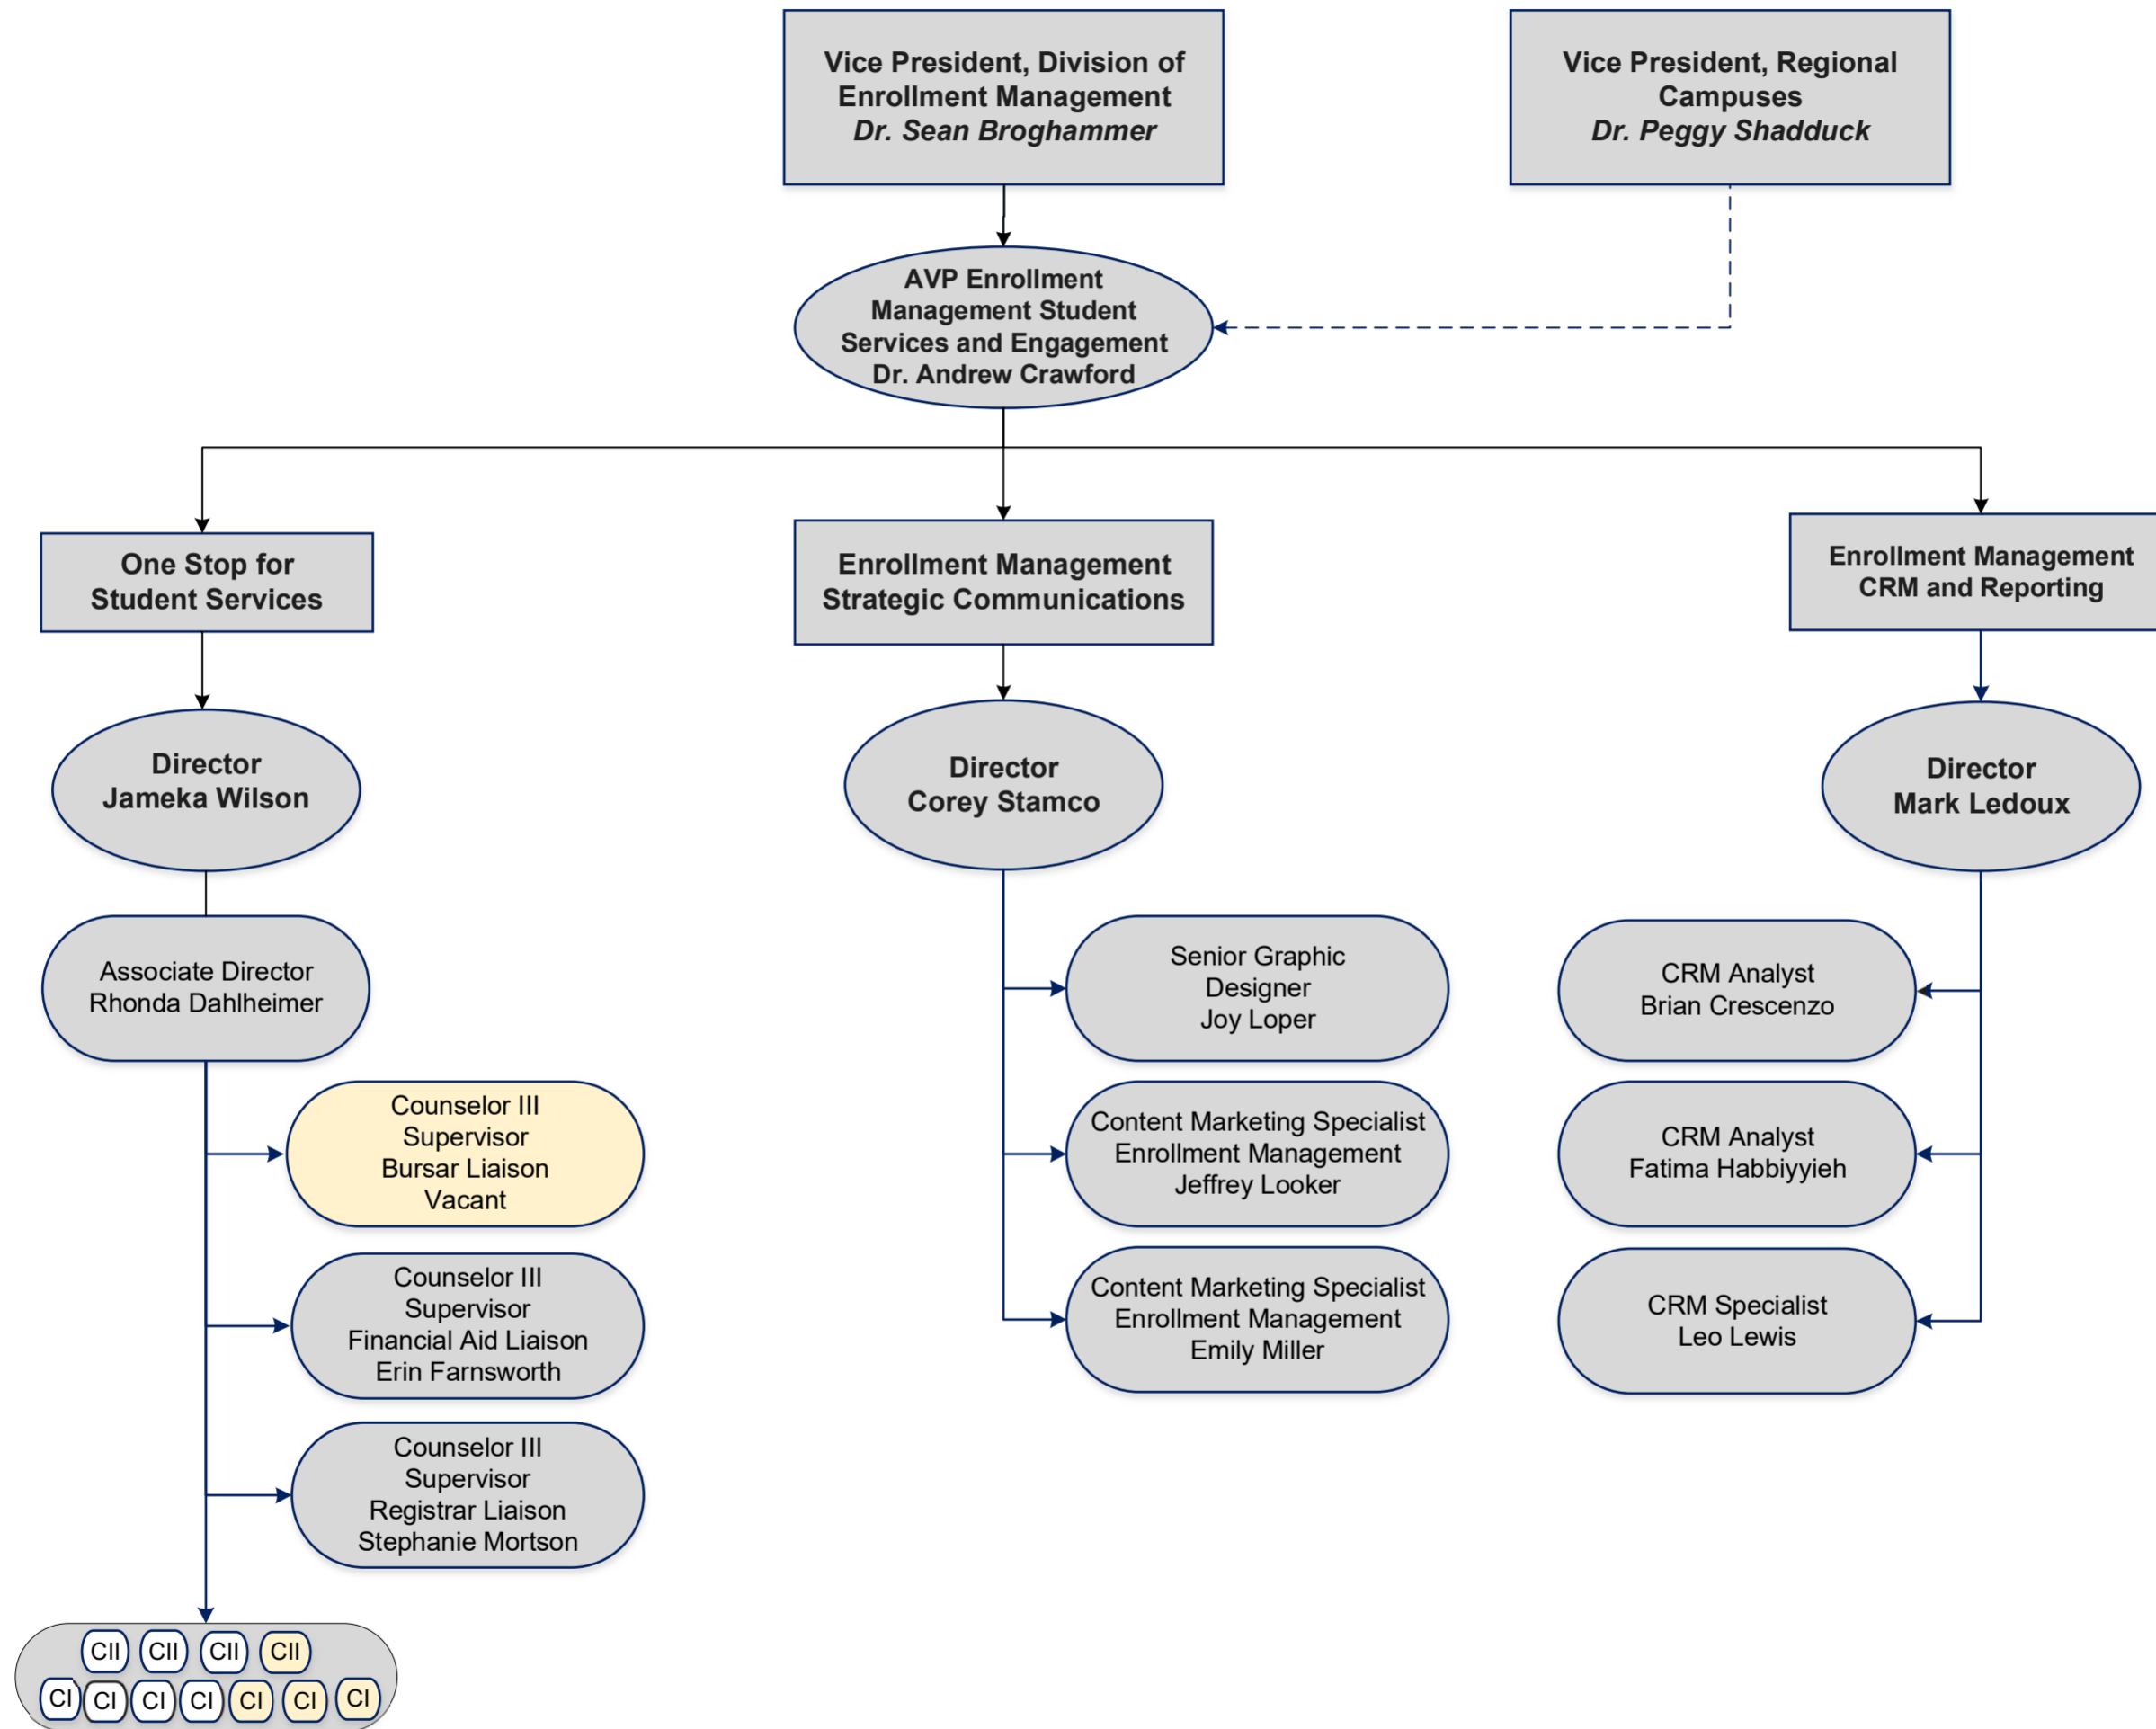 Vice President, Division of
Enrollment Management
Dr. Sean Broghammer
Vice President, Regional
Campuses
Dr. Peggy Shadduck
AVP Enrollment
Management Student
Services and Engagement
Dr. Andrew Crawford
One Stop for
Student Services
Enrollment Management
Strategic Communications
Enrollment Management
CRM and Reporting
Director
Jameka Wilson
Director
Corey Stamco
Director
Mark Ledoux
Associate Director
Rhonda Dahlheimer
Senior Graphic
Designer
Joy Loper
CRM Analyst
Brian Crescenzo
Counselor III
Supervisor
Bursar Liaison
Vacant
Content Marketing Specialist
Enrollment Management
Jeffrey Looker
CRM Analyst
Fatima Habbiyyieh
Counselor III
Supervisor
Financial Aid Liaison
Erin Farnsworth
Content Marketing Specialist
Enrollment Management
Emily Miller
CRM Specialist
Leo Lewis
Counselor III
Supervisor
Registrar Liaison
Stephanie Mortson
CII CII CII CII
CI CI CI CI CI CI CI